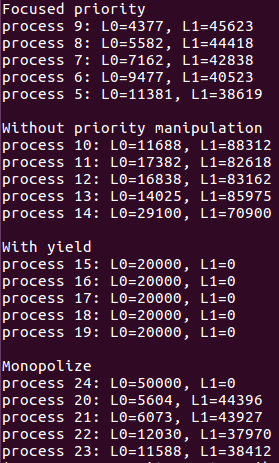 Focused priority
process 9: L0=4377, L1=45623
process 8: L0=5582, L1=44418
process 7: L0=7162, L1=42838
process 6: L0=9477, L1=40523
process 5: L0=11381, L1=38619
Without priority manipulation
process 10: L0=11688, L1=88312
process 11: L0=17382, L1=82618
process 12: L0=16838, L1=83162
process 13: L0=14025, L1=85975
process 14: L0=29100, L1=70900
With yield
process 15: L0=20000, L1=0
process 16: L0=20000, L1=0
process 17: L0=20000, L1=0
process 18: L0=20000, L1=0
process 19: L0=20000, L1=0
Monopolize
process 24: L0=50000, L1=0
process 20: L0=5604, L1=44396
process 21: L0=6073, L1=43927
process 22: L0=12030, L1=37970
process 23: L0=11588, L1=38412